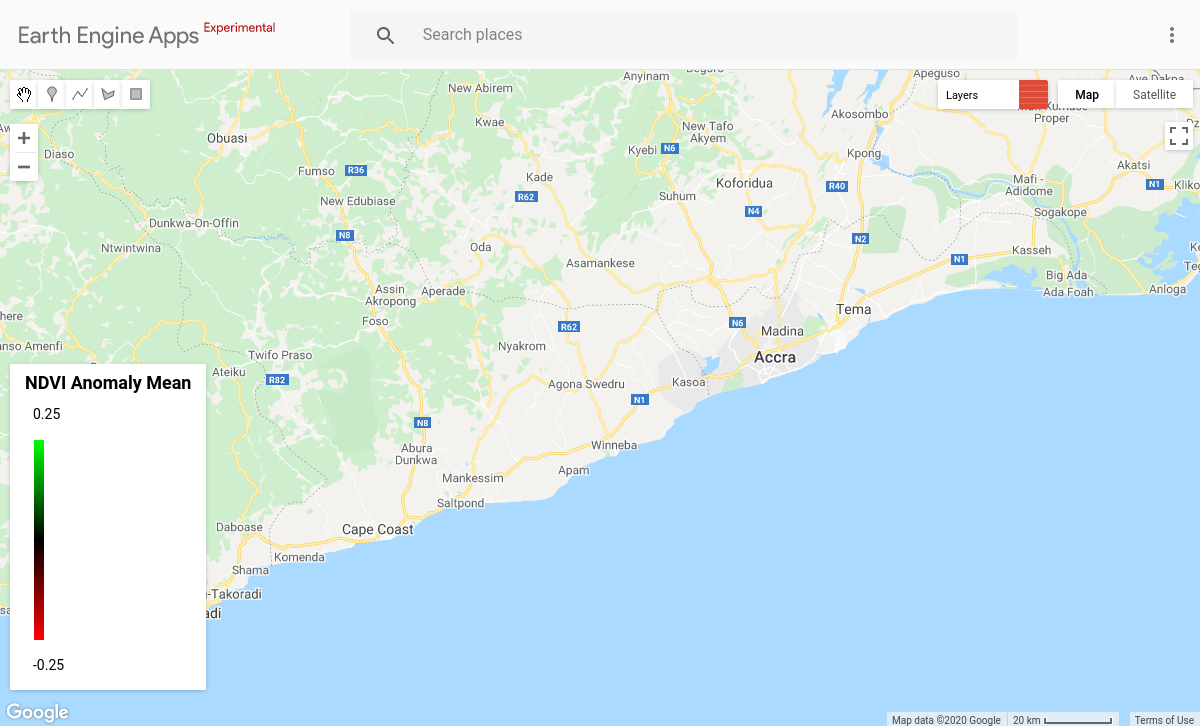 Earth Engine Apps Experimental
Search places
Layers
Map
Satellite
Anyinam
Begoro
Apeguso
Ave Dakpa
New Abirem
Akosombo
Proper
Kwae
New Tafo
Akyem
Obuasi
Diaso
Kyebi
N6
Kpong
Akatsi
Fumso
R36
Kade
Koforidua
R40
Mafi -
Adidome
N1
Kliko
R62
Suhum
New Edubiase
N4
Sogakope
Dunkwa-On-Offin
N8
N2
Ntwintwina
Oda
Asamankese
Kasseh
N1
Big Ada
Ada Foah
Anloga
Assin
Akropong
Aperade
Foso
Tema
here
R62
N6
Madina
Nyakrom
Accra
nso Amenfi
Twifo Praso
Ateiku
R82
Agona Swedru
Kasoa
N1
N8
Abura
Dunkwa
Winneba
Apam
Mankessim
Saltpond
Cape Coast
Daboase
Komenda
Shama
i-Takoradi
adi
NDVI Anomaly Mean
0.25
-0.25
Google
Map data ©2020 Google
20 km
Terms of Use